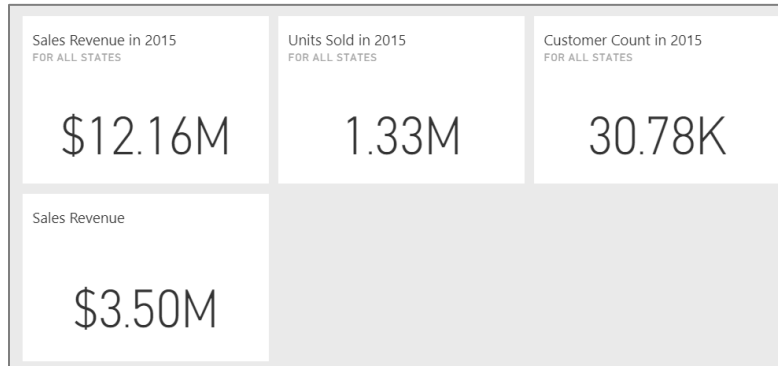 Sales Revenue in 2015
FOR ALL STATES
$12.16M
Units Sold in 2015
FOR ALL STATES
1.33M
Customer Count in 2015
FOR ALL STATES
30.78K
Sales Revenue
$3.50M